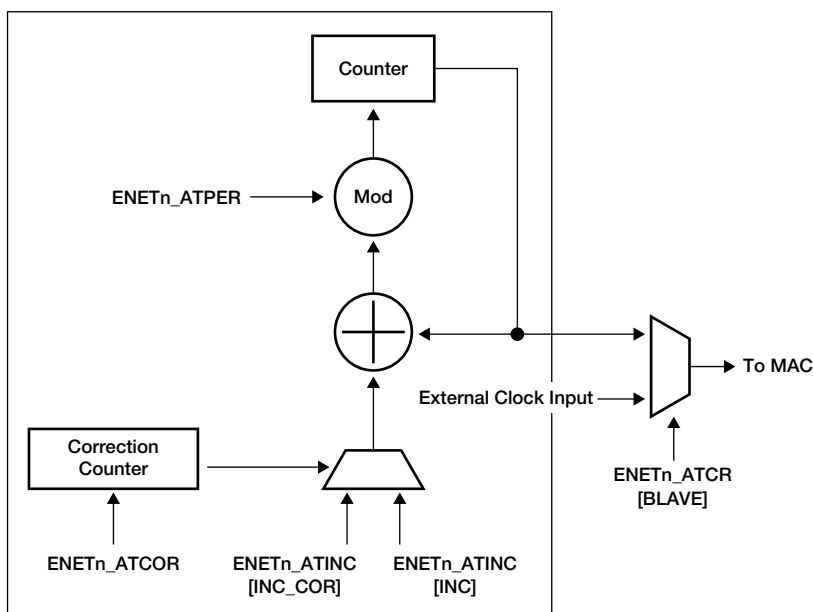 Counter
ENETn_ATPER
Mod
External Clock Input
To MAC
Correction
Counter
ENETn_ATCR
[BLAVE]
ENETn_ATCOR
ENETn_ATINC
[INC_COR]
ENETn_ATINC
[INC]